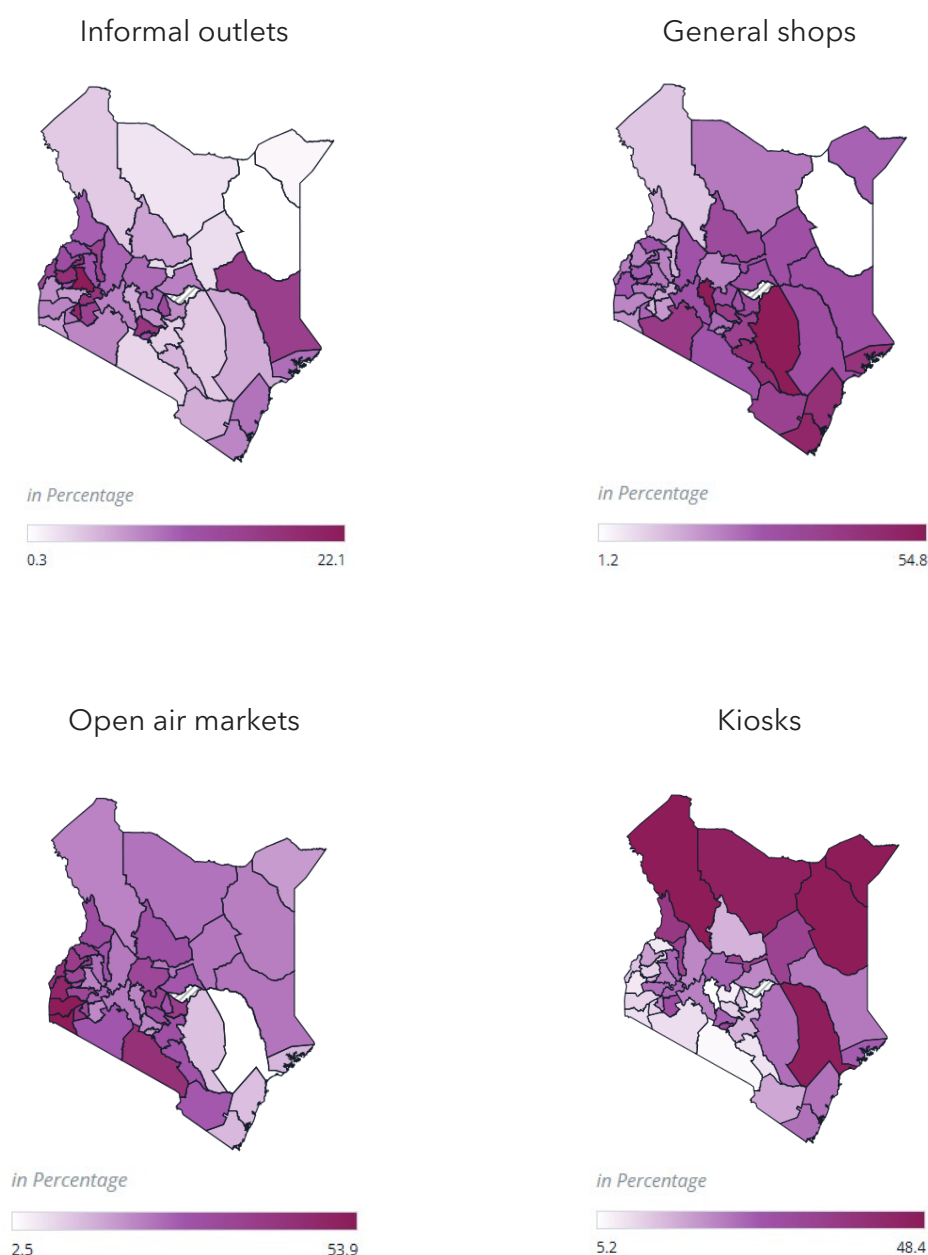 Informal outlets
General shops
in Percentage
0.3 22.1
in Percentage
1.2 54.8
Open air markets
Kiosks
in Percentage
2.5 53.9
in Percentage
5.2 48.4